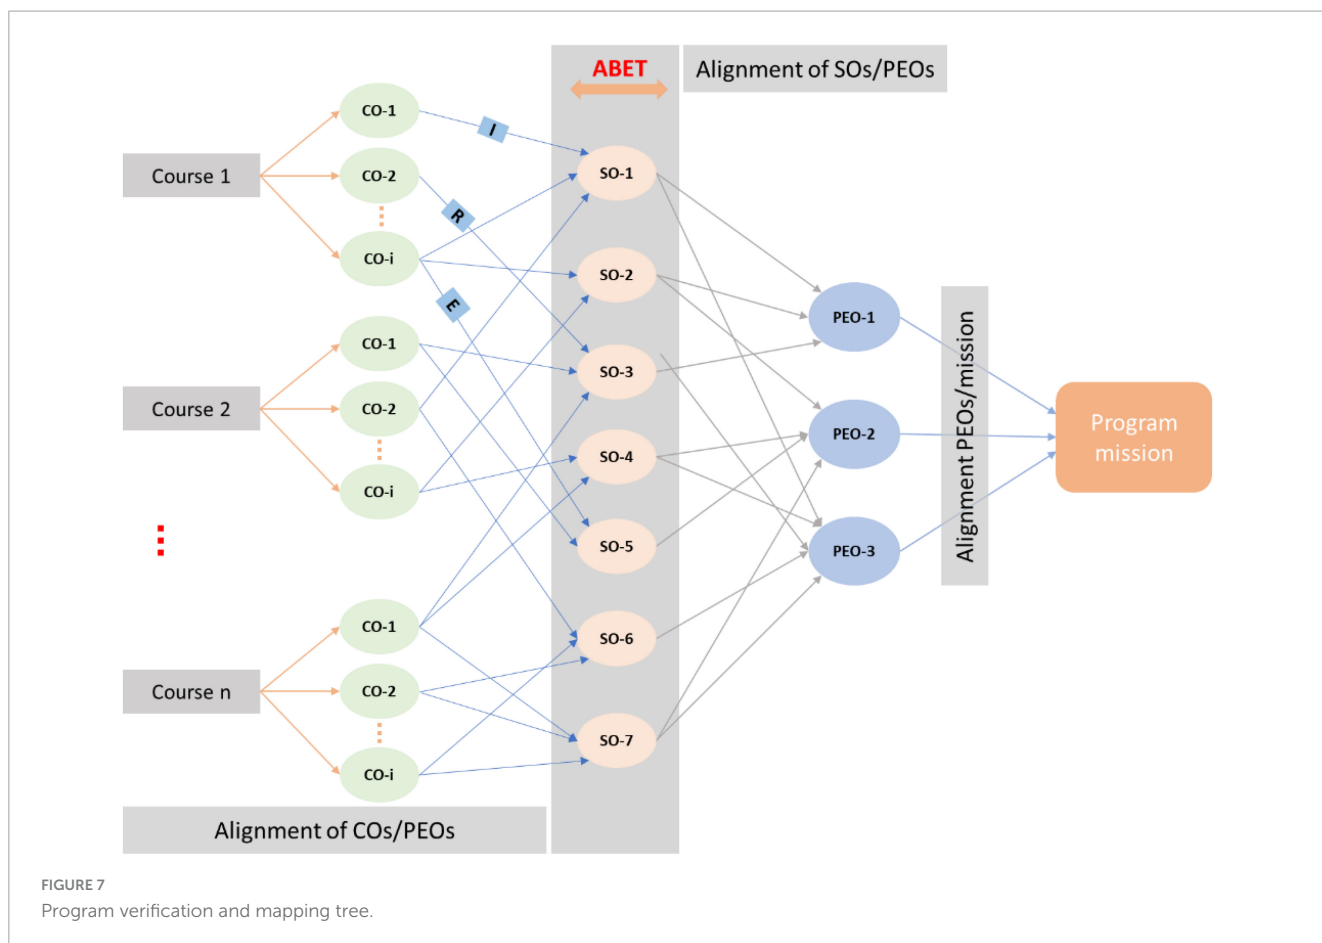 ABET
Alignment of SOs/PEOs
CO-1
I
Course 1
CO-2
SO-1
R
CO-i
SO-2
E
PEO-1
CO-1
SO-3
Alignment PEOs/mission
Course 2
CO-2
PEO-2
Program
mission
SO-4
CO-i
SO-5
PEO-3
CO-1
SO-6
Course n
CO-2
SO-7
CO-i
Alignment of COs/PEOs
FIGURE 7
Program verification and mapping tree.